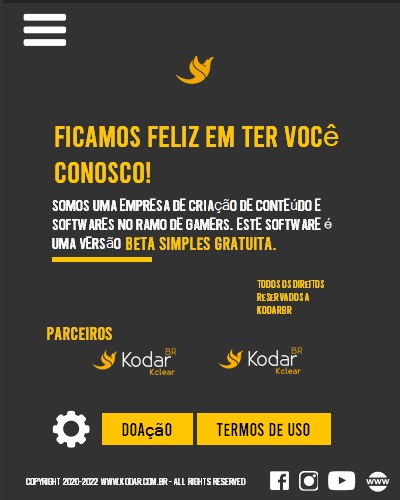 FICAMOS FELIZ EM TER VOCê
CONOSCO!
SOMOS UMA EMPRESA DE CRIAçãO DE CONTEúDO E
SOFTWARES NO RAMO DE GAMERS. ESTE SOFTWARE é
UMA VERSãO BETA SIMPLES GRATUITA.
TODOS OS DIREITOS
RESERVADOS A
KODARBR
PARCEIROS
Kodar BR
Kclear
Kodar BR
Kclear
DOAçãO
TERMOS DE USO
COPYRIGHT 2020-2022 WWW.KODAR.COM.BR - ALL RIGHTS RESERVED
YouTube
www